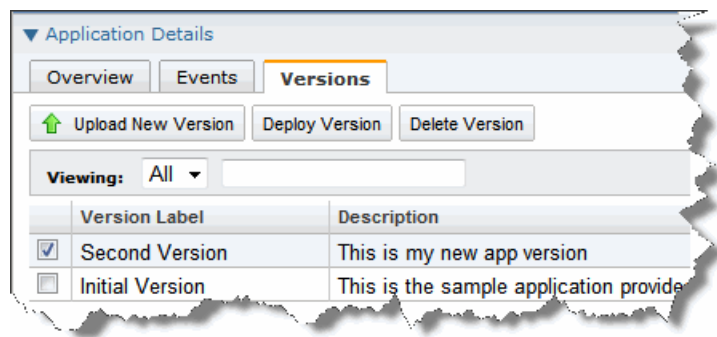 Application Details
Overview Events Versions
Upload New Version Deploy Version Delete Version
Viewing: All
Version Label Description
Second Version This is my new app version
Initial Version This is the sample application provide